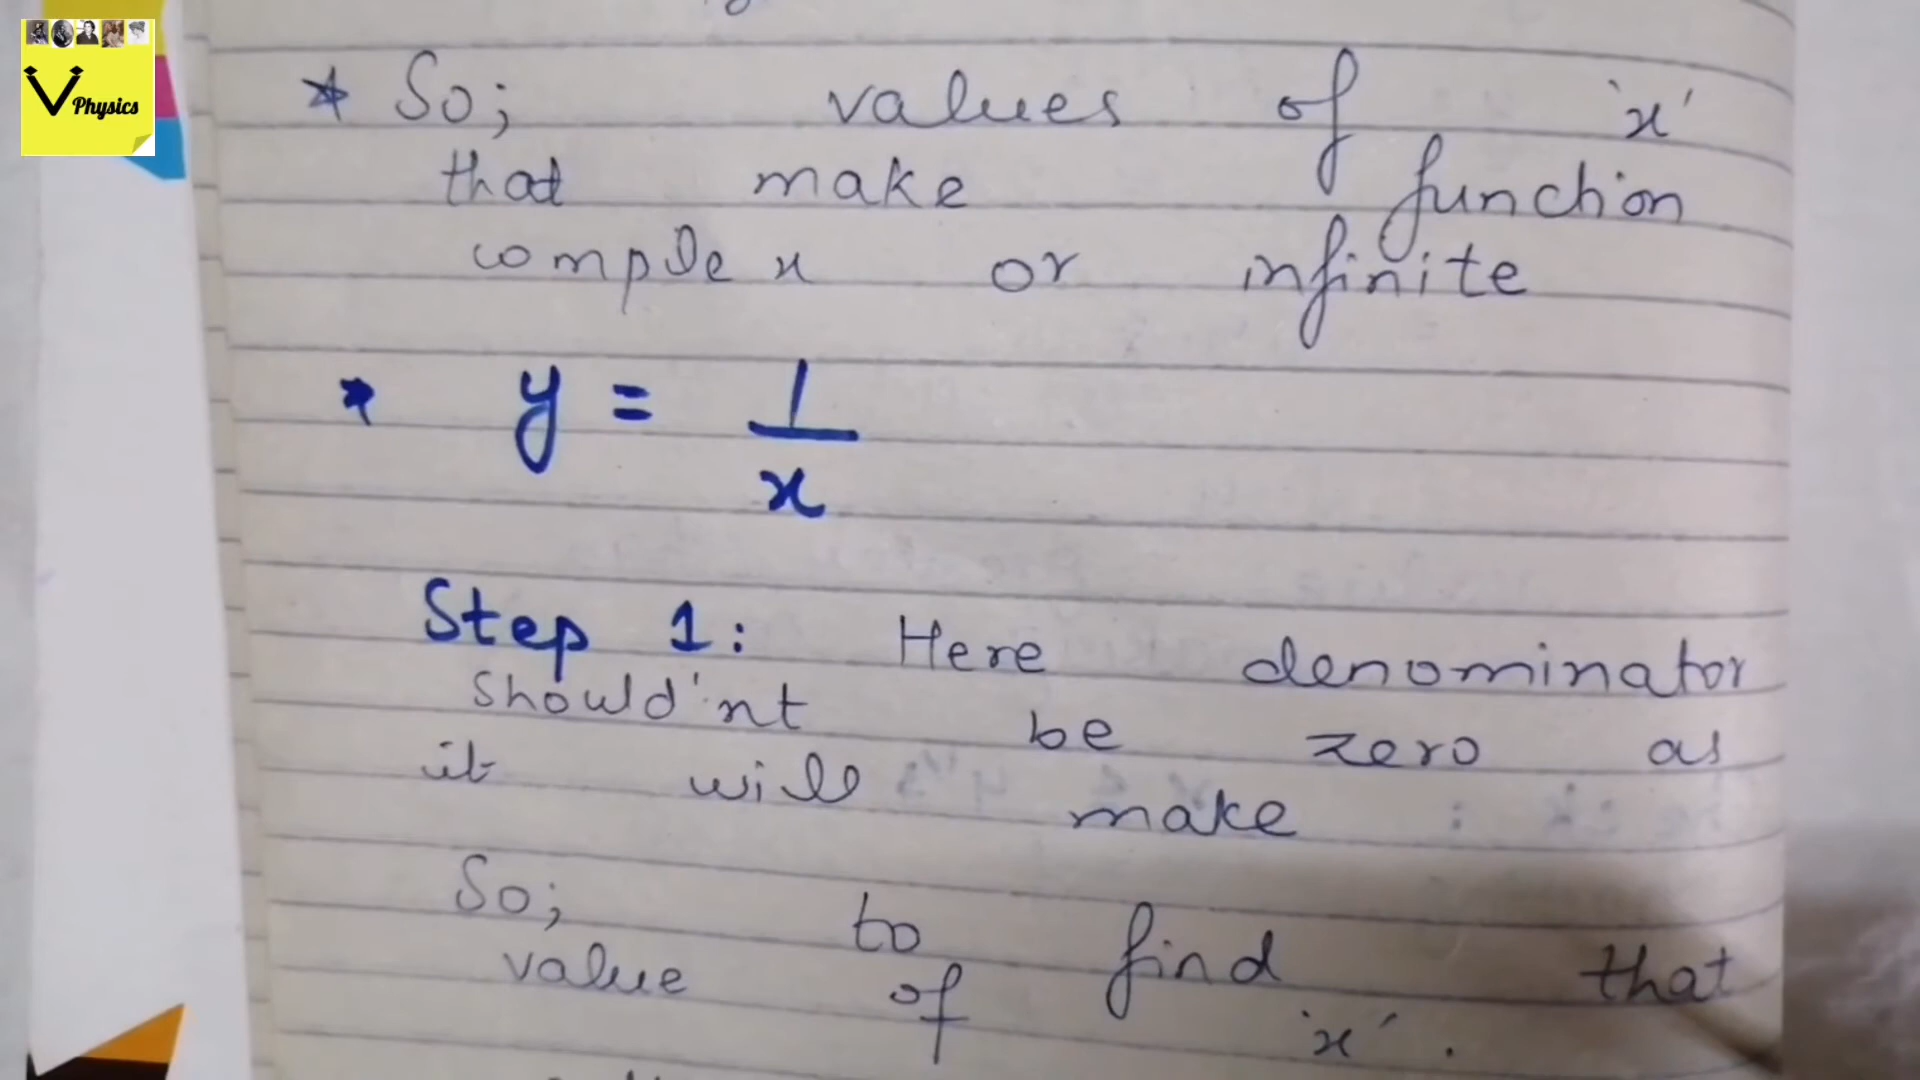 V Physics
* So; values of 'x'
that make function
complex or infinite
* y = 1/x
Step 1: Here denominator
should'nt be zero as
it will make
So; to find that
value of 'x'.